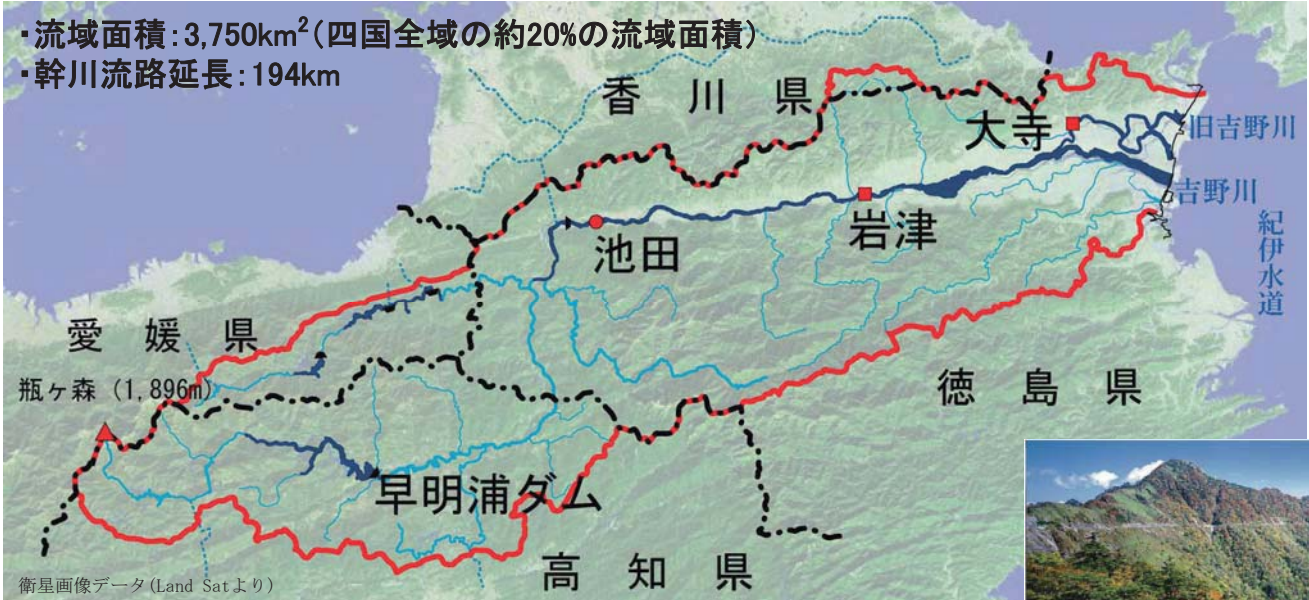 ・流域面積：3,750km²(四国全域の約20%の流域面積)
・幹川流路延長：194km
香川県
大寺
旧吉野川
吉野川
岩津
池田
紀伊水道
愛媛県
瓶ヶ森 (1,896m)
徳島県
早明浦ダム
高知県
衛星画像データ(Land Satより)